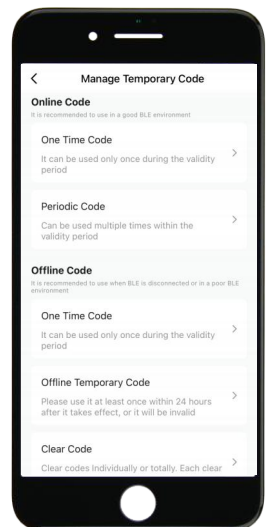 Manage Temporary Code
Online Code
It is recommended to use in a good BLE environment
One Time Code
It can be used only once during the validity
period
Periodic Code
Can be used multiple times within the
validity period
Offline Code
It is recommended to use when BLE is disconnected or in a poor BLE
environment
One Time Code
It can be used only once during the validity
period
Offline Temporary Code
Please use it at least once within 24 hours
after it takes effect, or it will be invalid
Clear Code
Clear codes Individually or totally. Each clear